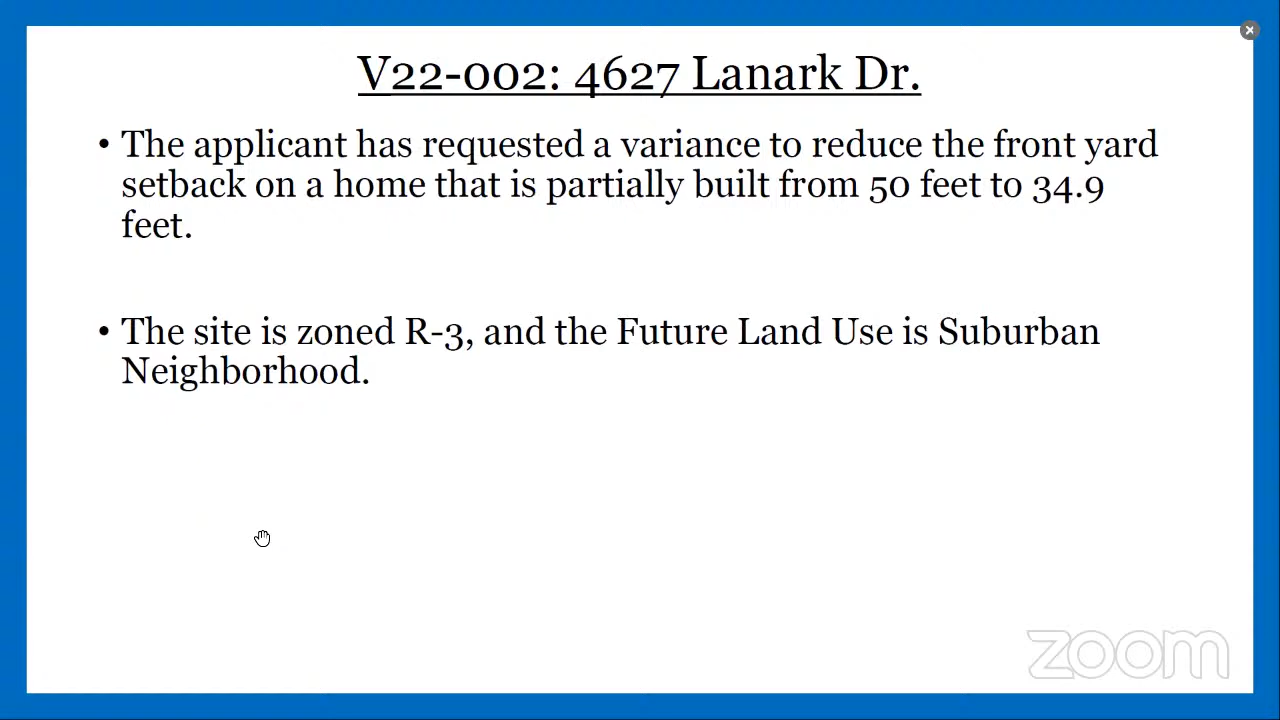 V22-002: 4627 Lanark Dr.
• The applicant has requested a variance to reduce the front yard
setback on a home that is partially built from 50 feet to 34.9
feet.
• The site is zoned R-3, and the Future Land Use is Suburban
Neighborhood.
zoom